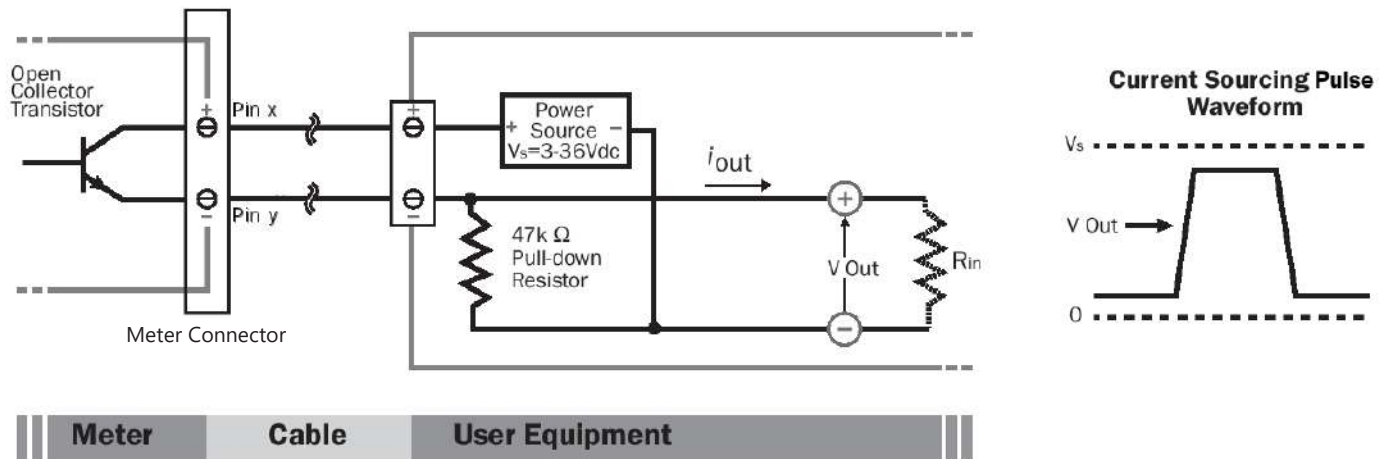 Open
Collector
Transistor
+
Pin x
−
Pin y
Meter Connector
+
−
Power
+ Source −
Vs=3-36Vdc
47k Ω
Pull-down
Resistor
iout
+
V Out
−
Rin
Current Sourcing Pulse
Waveform
Vs
V Out
0
Meter
Cable
User Equipment